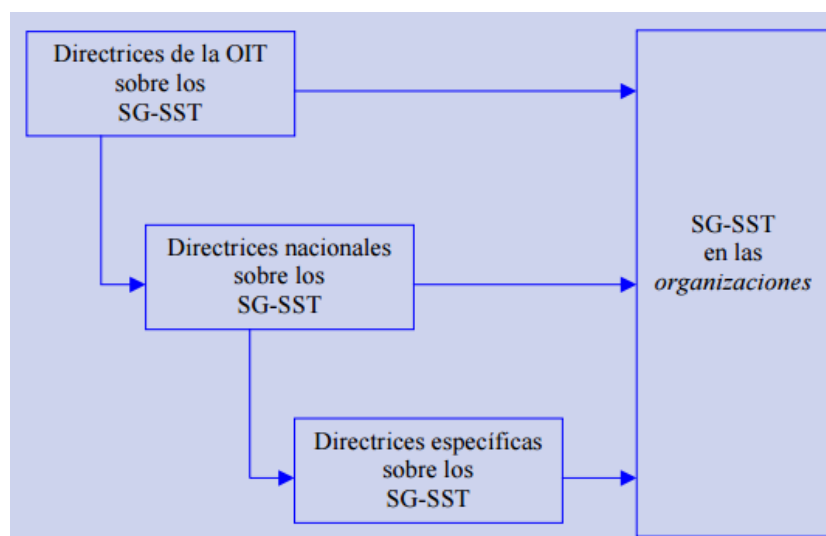 Directrices de la OIT
sobre los
SG-SST
Directrices nacionales
sobre los
SG-SST
Directrices específicas
sobre los
SG-SST
SG-SST
en las
organizaciones